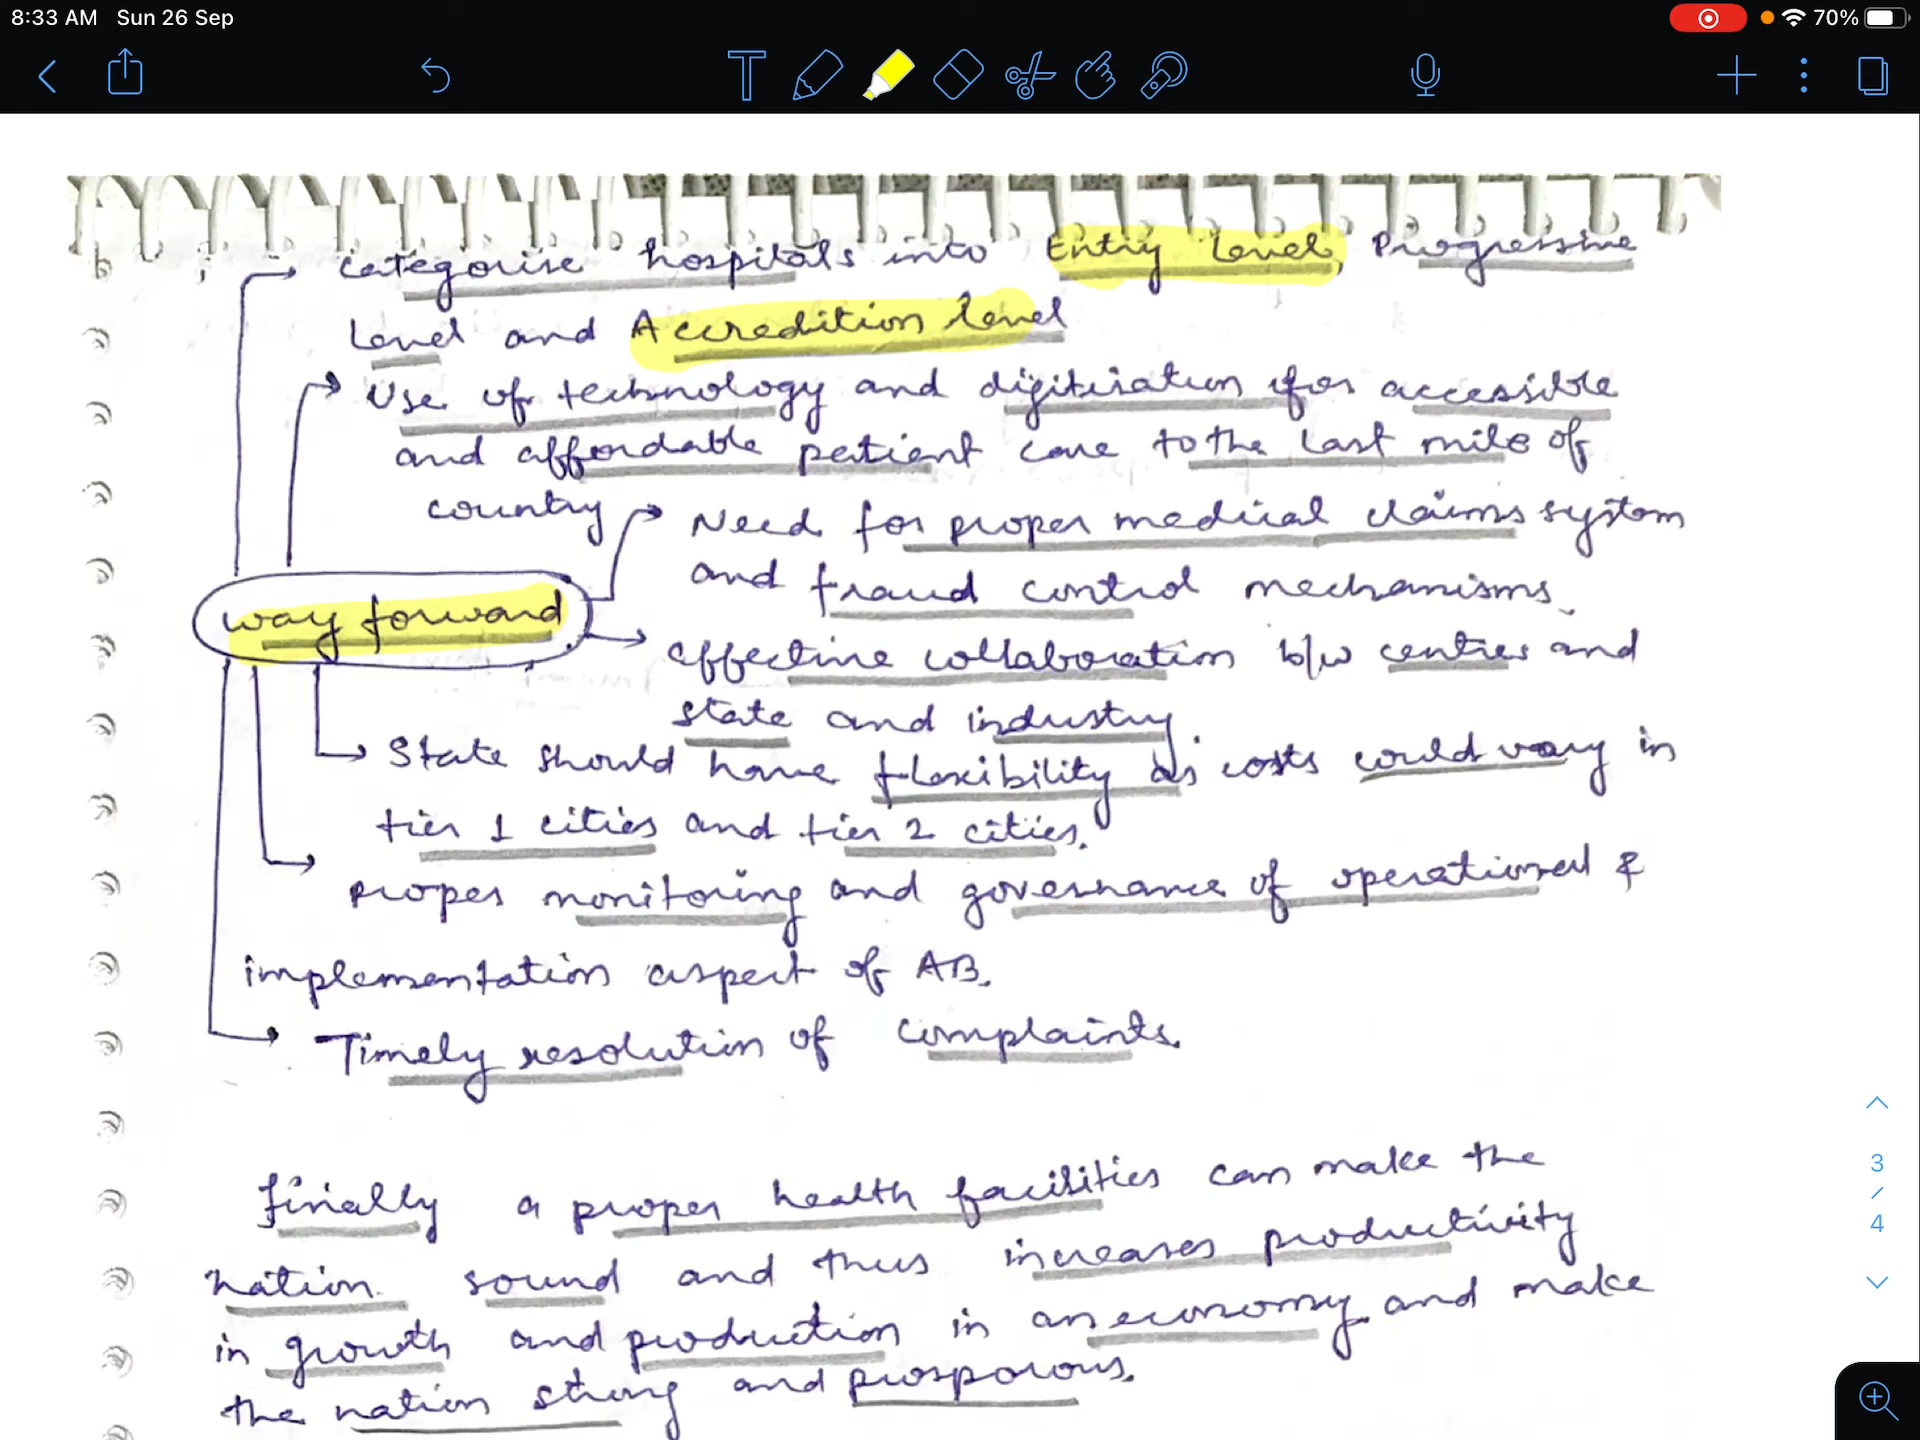 8:33 AM Sun 26 Sep
70%
categorise hospitals into Entry Level, Progressive
Level and Accredition level
Use of technology and digitisation for accessible
and affordable patient care to the last mile of
country
Need for proper medical claims system
and fraud control mechanisms.
way forward
effective collaboration b/w centres and
state and industry
State should have flexibility as costs could vary in
tier 1 cities and tier 2 cities.
proper monitoring and governance of operational &
implementation aspect of AB.
Timely resolution of complaints.
3
/
4
finally a proper health facilities can make the
nation sound and thus increases productivity
in growth and production in an economy and make
the nation strong and prosporous.